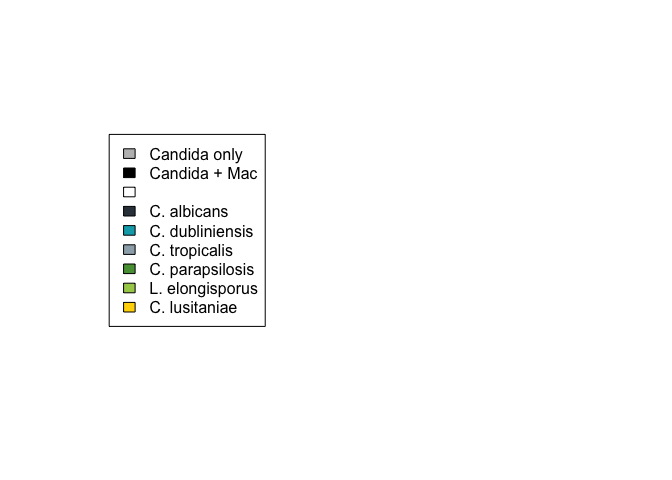 Candida only
Candida + Mac
C. albicans
C. dubliniensis
C. tropicalis
C. parapsilosis
L. elongisporus
C. lusitaniae